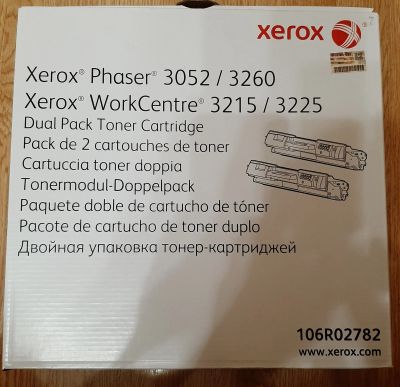 xerox
Xerox® Phaser® 3052 / 3260
Xerox® WorkCentre® 3215 / 3225
Dual Pack Toner Cartridge
Pack de 2 cartouches de toner
Cartuccia toner doppia
Tonermodul-Doppelpack
Paquete doble de cartucho de tóner
Pacote de cartucho de toner duplo
Двойная упаковка тонер-картриджей
106R02782
www.xerox.com